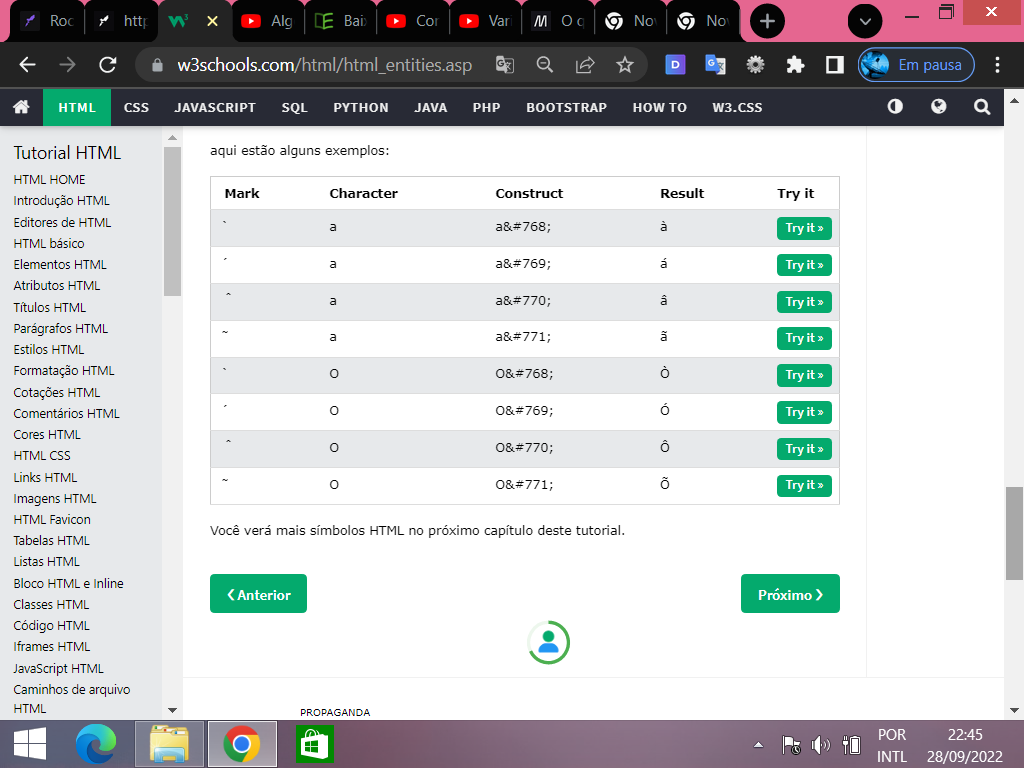 Roc
http
Alg
Bai
Cor
Vari
O q
Nov
Nov
w3schools.com/html/html_entities.asp
Em pausa
HTML CSS JAVASCRIPT SQL PYTHON JAVA PHP BOOTSTRAP HOW TO W3.CSS
Tutorial HTML
HTML HOME
Introdução HTML
Editores de HTML
HTML básico
Elementos HTML
Atributos HTML
Títulos HTML
Parágrafos HTML
Estilos HTML
Formatação HTML
Cotações HTML
Comentários HTML
Cores HTML
HTML CSS
Links HTML
Imagens HTML
HTML Favicon
Tabelas HTML
Listas HTML
Bloco HTML e Inline
Classes HTML
Código HTML
Iframes HTML
JavaScript HTML
Caminhos de arquivo
HTML
aqui estão alguns exemplos:
Mark Character Construct Result Try it
̀ a a&#768; à Try it »
́ a a&#769; á Try it »
̂ a a&#770; â Try it »
̃ a a&#771; ã Try it »
̀ O O&#768; Ò Try it »
́ O O&#769; Ó Try it »
̂ O O&#770; Ô Try it »
̃ O O&#771; Õ Try it »
Você verá mais símbolos HTML no próximo capítulo deste tutorial.
❮ Anterior
Próximo ❯
PROPAGANDA
POR
INTL
22:45
28/09/2022